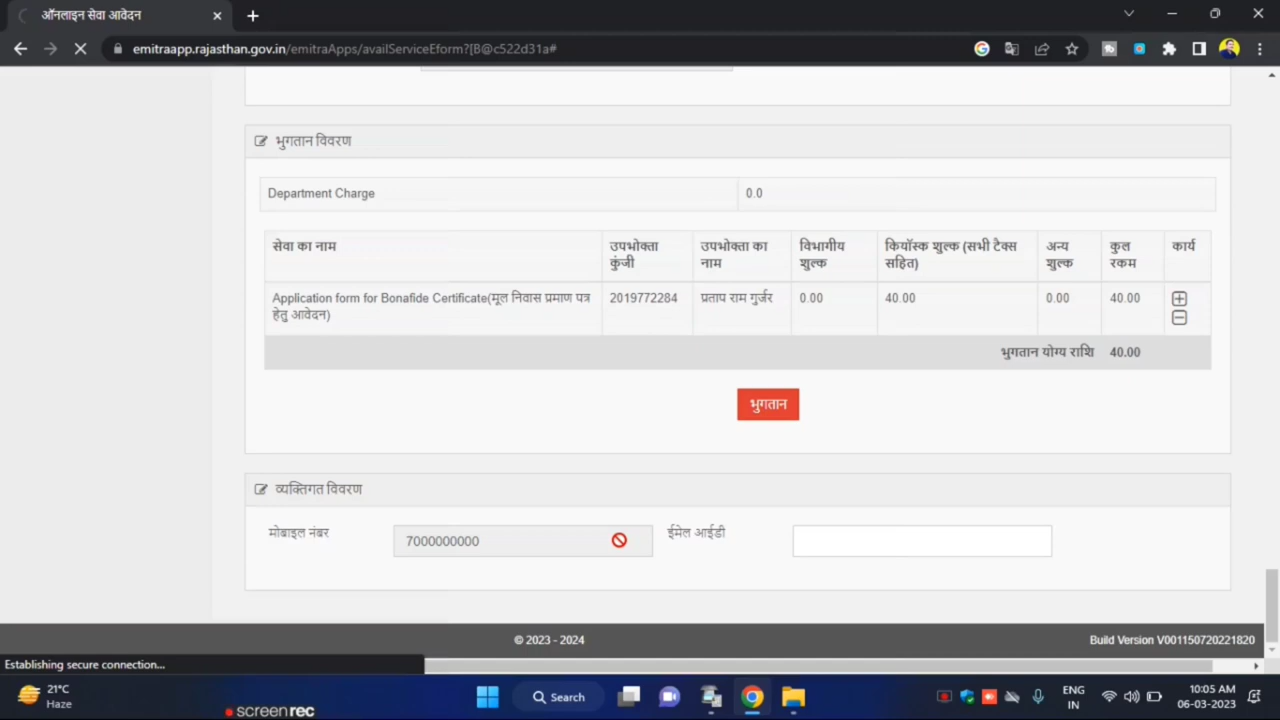 ऑनलाइन सेवा आवेदन
emitraapp.rajasthan.gov.in/emitraApps/availServiceEform?[B@c522d31a#
भुगतान विवरण
Department Charge 0.0
सेवा का नाम उपभोक्ता कुंजी उपभोक्ता का नाम विभागीय शुल्क कियॉस्क शुल्क (सभी टैक्स सहित) अन्य शुल्क कुल रकम कार्य
Application form for Bonafide Certificate(मूल निवास प्रमाण पत्र 2019772284 प्रताप राम गुर्जर 0.00 40.00 0.00 40.00
हेतु आवेदन)
भुगतान योग्य राशि 40.00
भुगतान
व्यक्तिगत विवरण
मोबाइल नंबर 7000000000 ईमेल आईडी
© 2023 - 2024 Build Version V001150720221820
Establishing secure connection...
21°C
Haze
Search
ENG
IN
10:05 AM
06-03-2023
screenrec